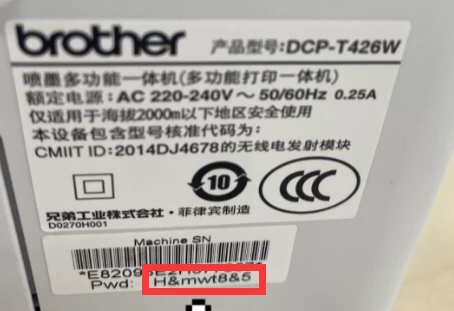 brother 产品型号:DCP-T426W
喷墨多功能一体机(多功能打印一体机)
额定电源:AC 220-240V ～ 50/60Hz 0.25A
仅适用于海拔2000m以下地区安全使用
本设备包含型号核准代码为:
CMIIT ID:2014DJ4678的无线电发射模块
10
CCC
兄弟工业株式会社·菲律宾制造
D0270H001
Machine SN
Pwd: H&mwt8&5